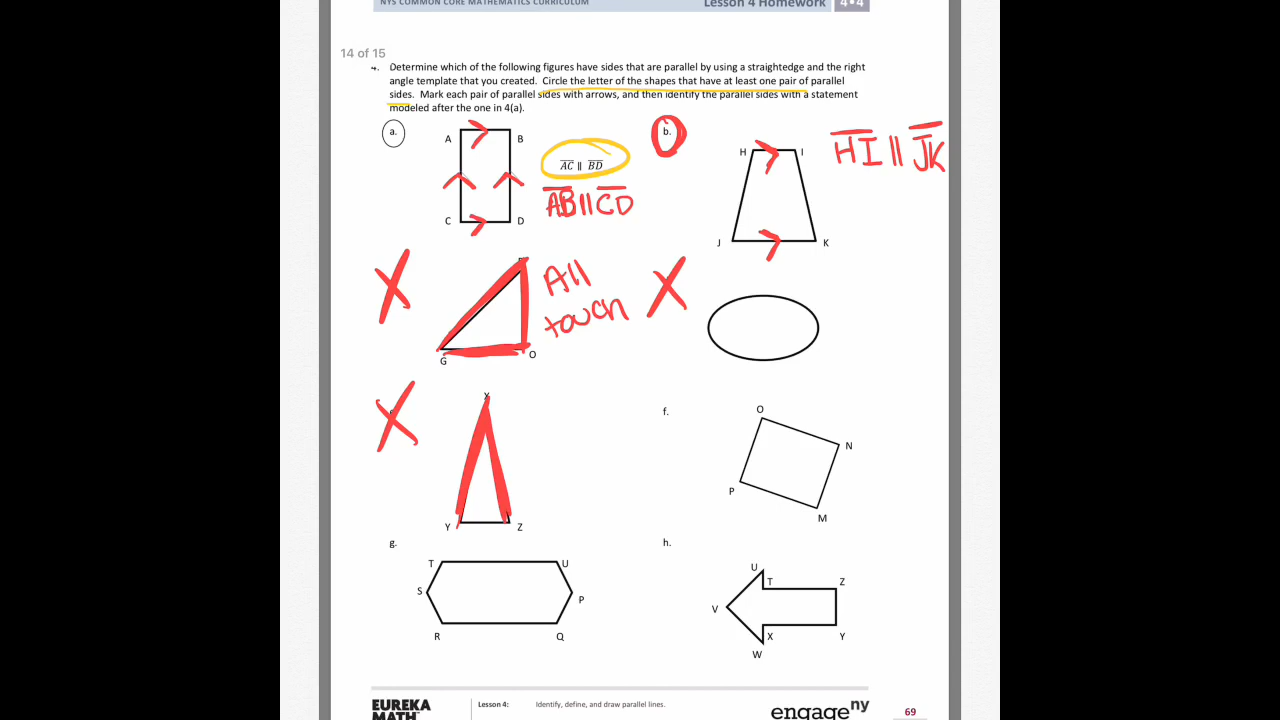 NYS COMMON CORE MATHEMATICS CURRICULUM
Lesson 4 Homework
4•4
14 of 15
4. Determine which of the following figures have sides that are parallel by using a straightedge and the right
angle template that you created. Circle the letter of the shapes that have at least one pair of parallel
sides. Mark each pair of parallel sides with arrows, and then identify the parallel sides with a statement
modeled after the one in 4(a).
a.
A
B
C
D
AC ∥ BD
AB || CD
b.
H
I
J
K
HI || JK
G
O
All
touch
X
Y
Z
f.
O
N
P
M
g.
T
U
S
P
R
Q
h.
U
T
Z
V
X
Y
W
EUREKA
MATH™
Lesson 4: Identify, define, and draw parallel lines.
engage ny
69